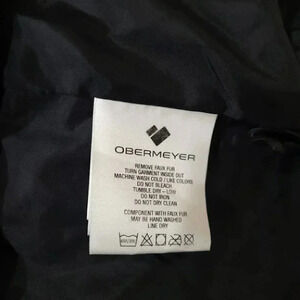 OBERMEYER
REMOVE FAUX FUR
TURN GARMENT INSIDE OUT
MACHINE WASH COLD / LIKE COLORS
DO NOT BLEACH
TUMBLE DRY - LOW
DO NOT IRON
DO NOT DRY CLEAN
COMPONENT WITH FAUX FUR
MAY BE HAND WASHED
LINE DRY